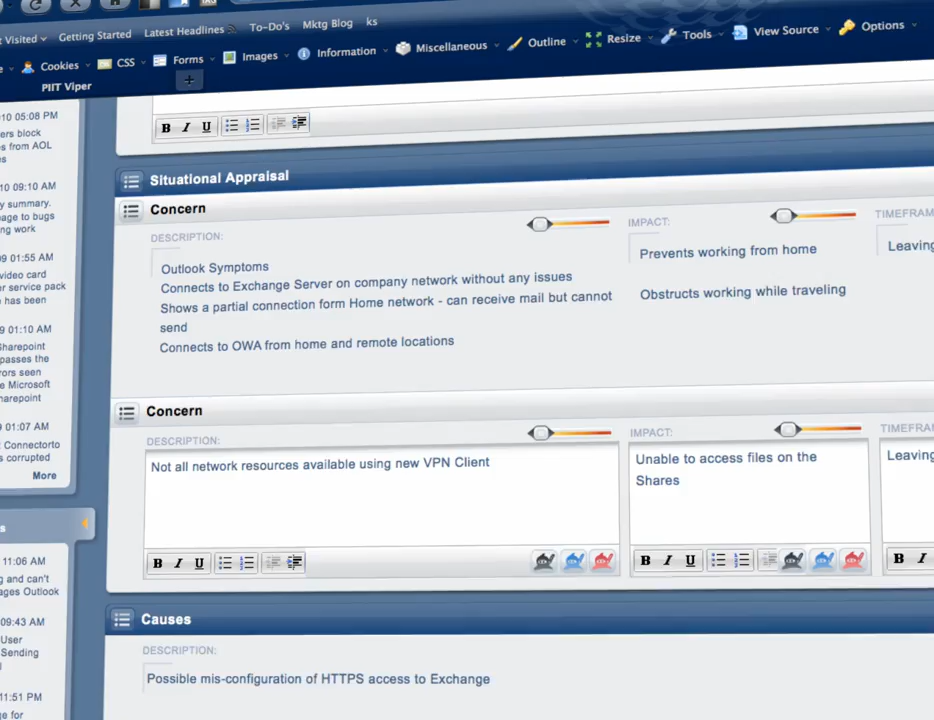 Visited
Getting Started
Latest Headlines
To-Do's
Mktg Blog
ks
Cookies
CSS
Forms
Images
Information
Miscellaneous
Outline
Resize
Tools
View Source
Options
PIIT Viper
+
10 05:08 PM
ers block
s from AOL
es
10 09:10 AM
y summary.
age to bugs
ng work
09 01:55 AM
video card
er service pack
e has been
9 01:10 AM
Sharepoint
passes the
rors seen
e Microsoft
harepoint
9 01:07 AM
t Connectorto
s corrupted
More
s
11:06 AM
g and can't
ages Outlook
09:43 AM
User
Sending
11:51 PM
ge for
B I U
Situational Appraisal
Concern
DESCRIPTION:
IMPACT:
TIMEFRAM
Outlook Symptoms
Connects to Exchange Server on company network without any issues
Shows a partial connection form Home network - can receive mail but cannot
send
Connects to OWA from home and remote locations
Prevents working from home
Obstructs working while traveling
Leaving
Concern
DESCRIPTION:
IMPACT:
TIMEFRA
Not all network resources available using new VPN Client
Unable to access files on the
Shares
Leaving
B I U
B I U
B I
Causes
DESCRIPTION:
Possible mis-configuration of HTTPS access to Exchange